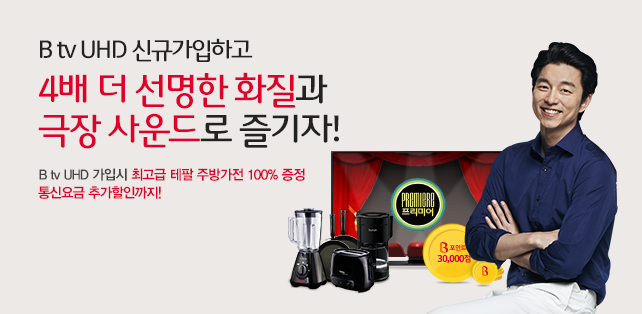 B tv UHD 신규가입하고
4배 더 선명한 화질과
극장 사운드로 즐기자!
B tv UHD 가입시 최고급 테팔 주방가전 100% 증정
통신요금 추가할인까지!
PREMIERE
프리미어
B 포인트
30,000점
B